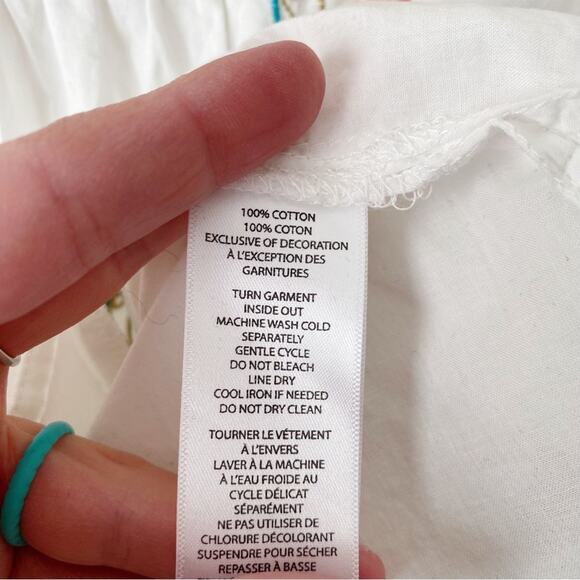 100% COTTON
100% COTON
EXCLUSIVE OF DECORATION
À L'EXCEPTION DES
GARNITURES
TURN GARMENT
INSIDE OUT
MACHINE WASH COLD
SEPARATELY
GENTLE CYCLE
DO NOT BLEACH
LINE DRY
COOL IRON IF NEEDED
DO NOT DRY CLEAN
TOURNER LE VÊTEMENT
À L'ENVERS
LAVER À LA MACHINE
À L'EAU FROIDE AU
CYCLE DÉLICAT
SÉPARÉMENT
NE PAS UTILISER DE
CHLORURE DÉCOLORANT
SUSPENDRE POUR SÉCHER
REPASSER À BASSE